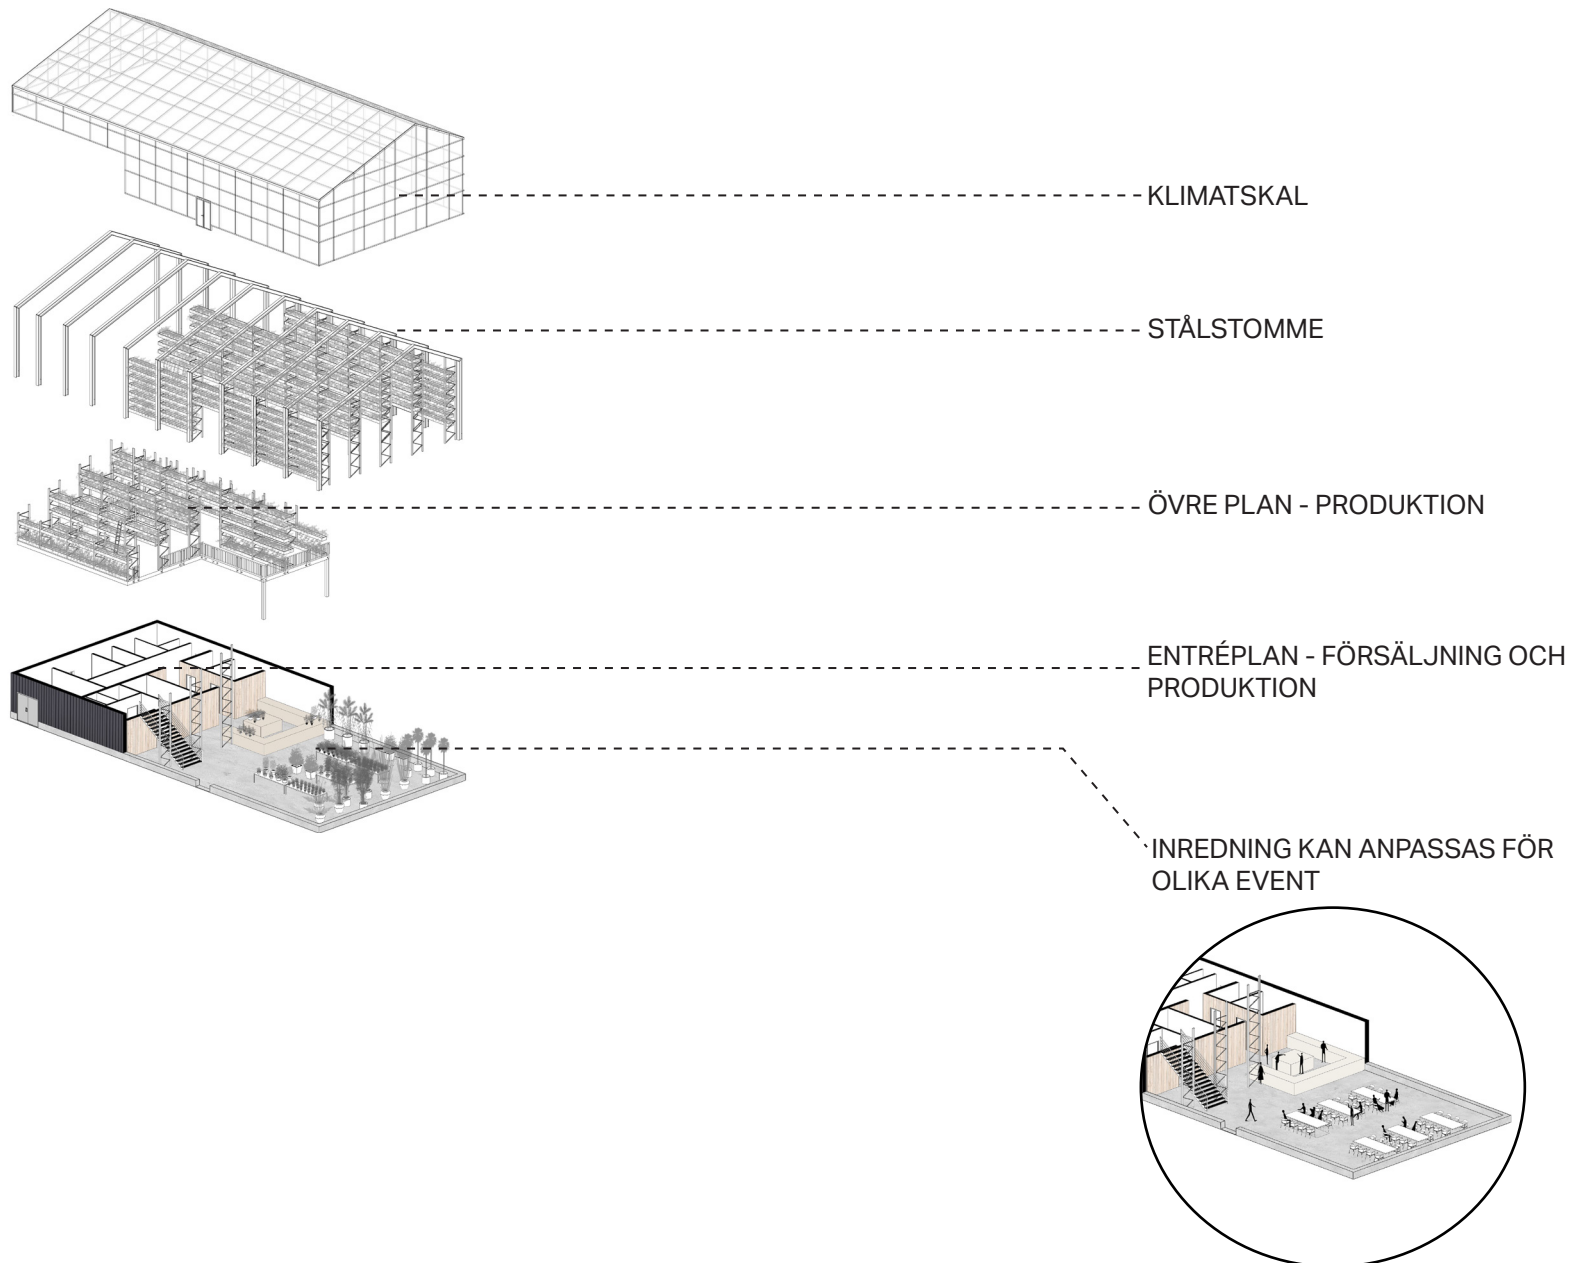 KLIMATSKAL
STÅLSTOMME
ÖVRE PLAN - PRODUKTION
ENTRÉPLAN - FÖRSÄLJNING OCH
PRODUKTION
INREDNING KAN ANPASSAS FÖR
OLIKA EVENT